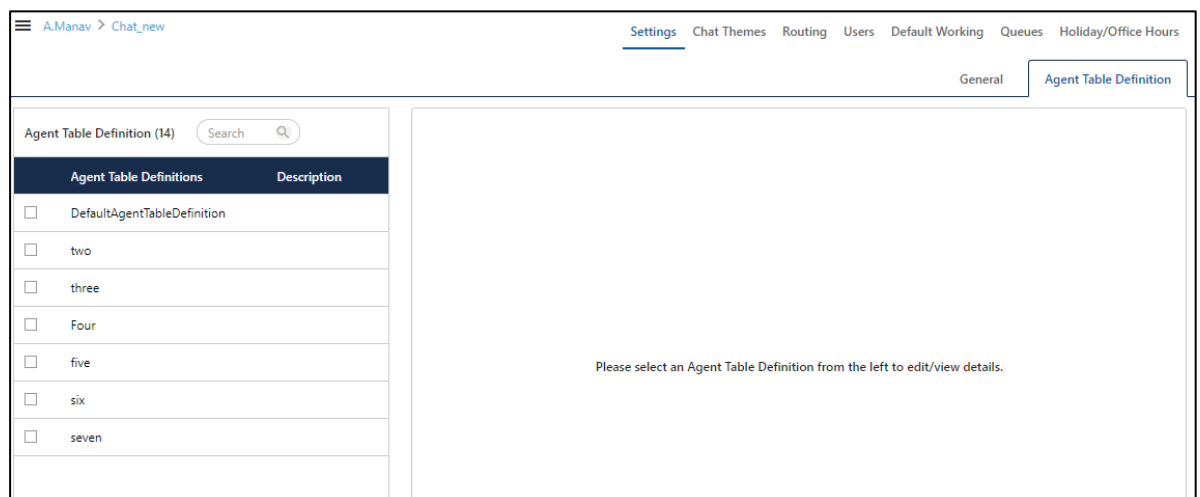 A.Manav > Chat_new
Settings Chat Themes Routing Users Default Working Queues Holiday/Office Hours
General Agent Table Definition
Agent Table Definition (14) Search
Agent Table Definitions Description
DefaultAgentTableDefinition
two
three
Four
five
six
seven
Please select an Agent Table Definition from the left to edit/view details.